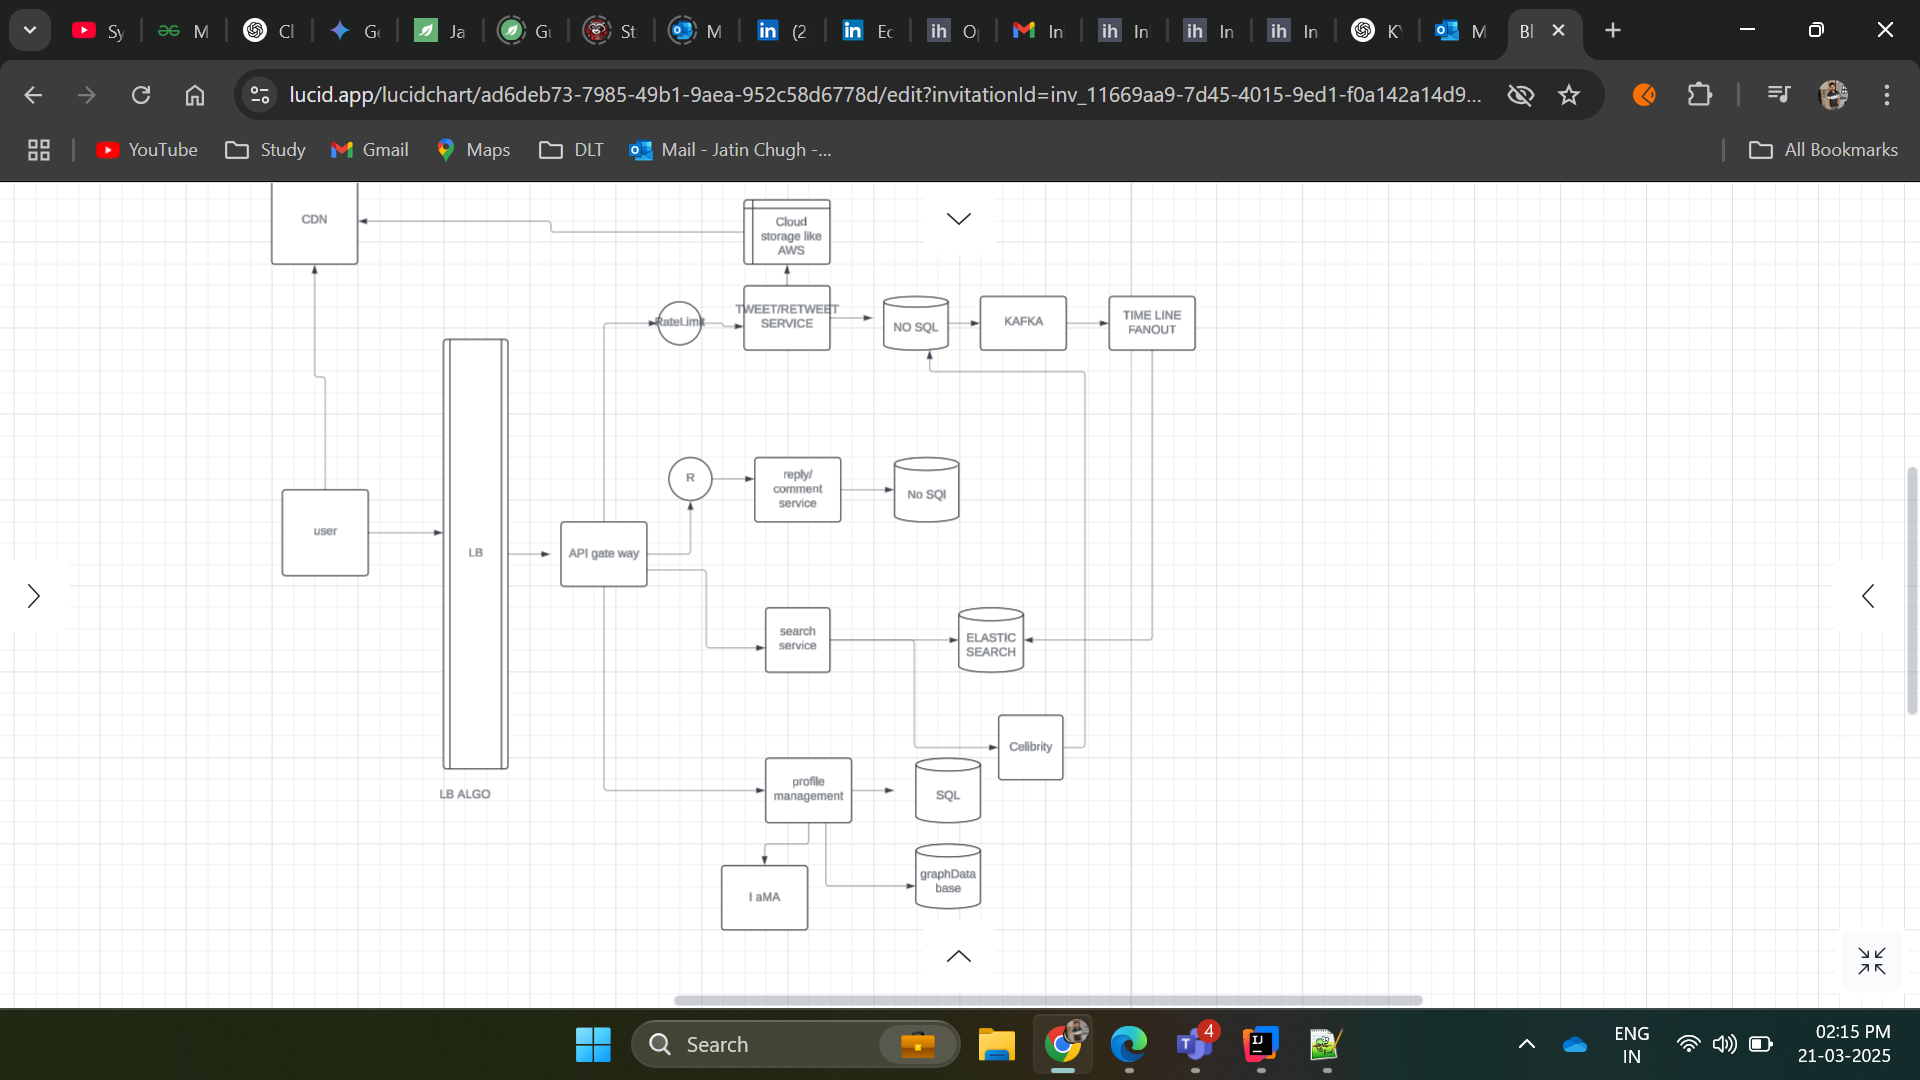 Sy
M
Cl
Ge
Ja
Gu
St
M
(2
Ec
O
In
In
In
In
K
M
Bl
lucid.app/lucidchart/ad6deb73-7985-49b1-9aea-952c58d6778d/edit?invitationId=inv_11669aa9-7d45-4015-9ed1-f0a142a14d9...
YouTube
Study
Gmail
Maps
DLT
Mail - Jatin Chugh -...
All Bookmarks
CDN
Cloud
storage like
AWS
RateLimit
TWEET/RETWEET
SERVICE
NO SQL
KAFKA
TIME LINE
FANOUT
R
reply/
comment
service
No SQl
user
LB
API gate way
search
service
ELASTIC
SEARCH
Celibrity
LB ALGO
profile
management
SQL
I aMA
graphData
base
Search
4
ENG
IN
02:15 PM
21-03-2025